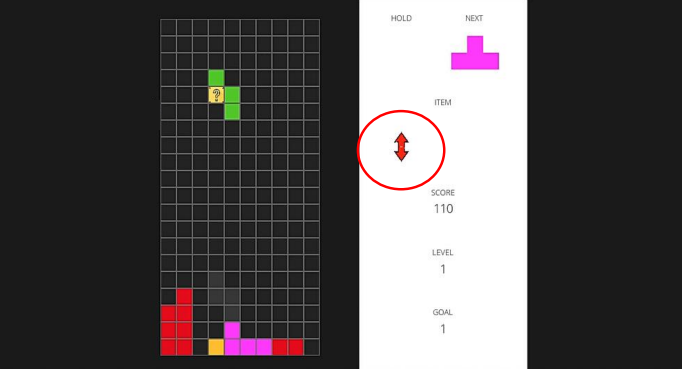 HOLD NEXT
?
ITEM
SCORE
110
LEVEL
1
GOAL
1